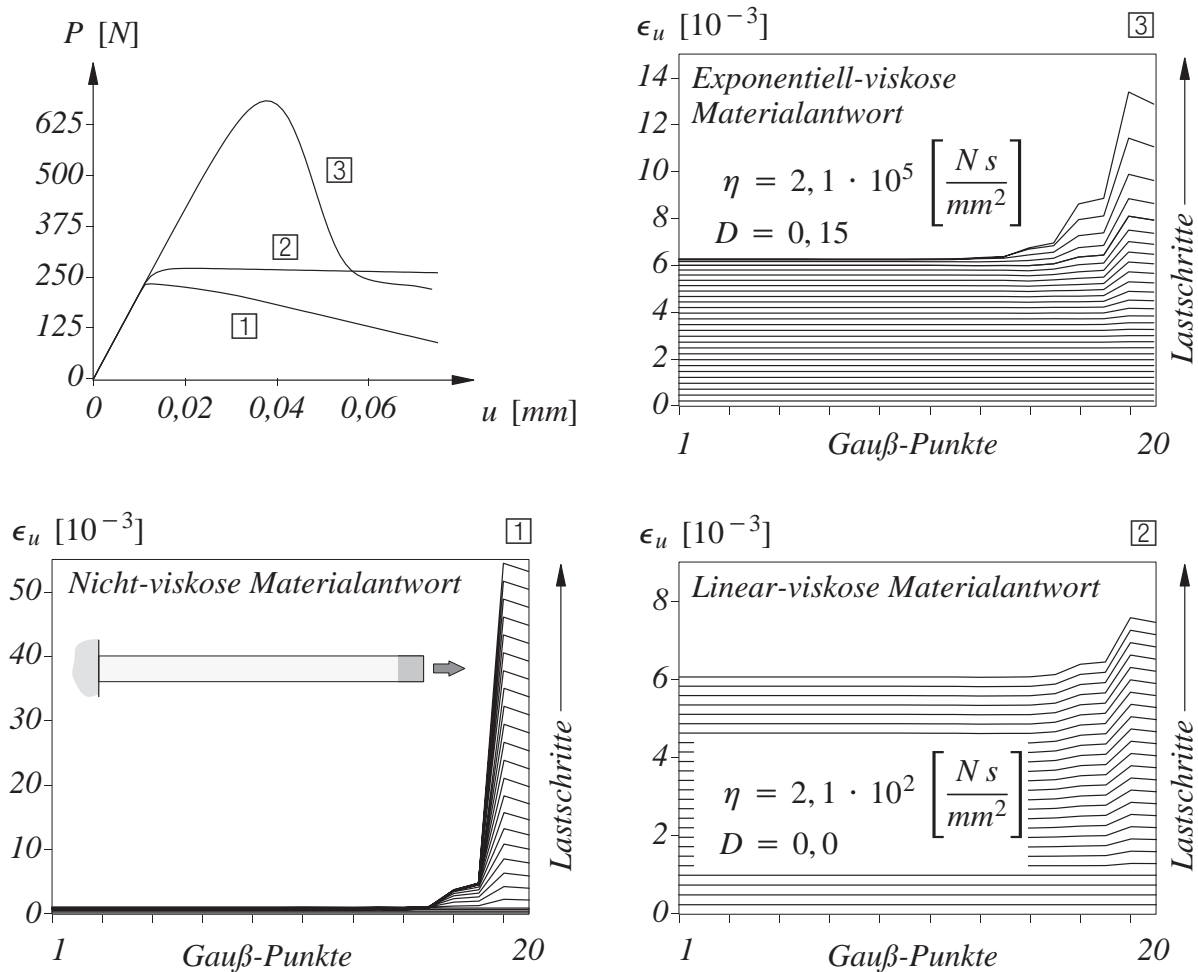 P [N]
625
500
375
250
125
0
0
0,02
0,04
0,06
u [mm]
3
2
1
ϵu [10−3]
3
14
12
10
8
6
4
2
0
Exponentiell-viskose
Materialantwort
η = 2,1 · 10^5 [N s / mm^2]
D = 0,15
Lastschritte
1
Gauß-Punkte
20
ϵu [10−3]
1
50
40
30
20
10
0
Nicht-viskose Materialantwort
Lastschritte
1
Gauß-Punkte
20
ϵu [10−3]
2
8
6
4
2
0
Linear-viskose Materialantwort
η = 2,1 · 10^2 [N s / mm^2]
D = 0,0
Lastschritte
1
Gauß-Punkte
20